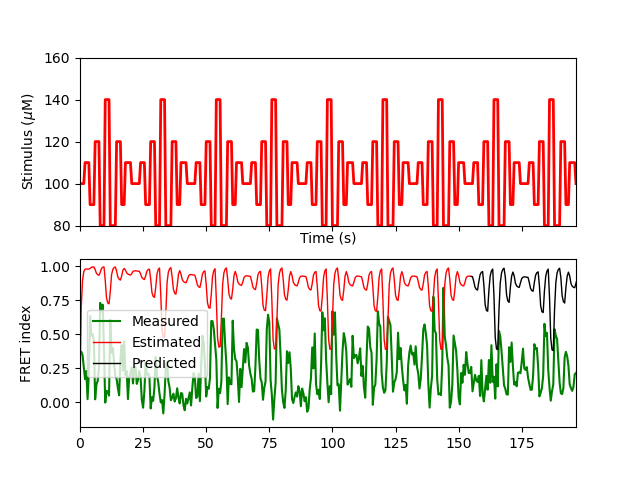 160
140
120
100
80
Stimulus (μM)
Time (s)
1.00
0.75
0.50
0.25
0.00
FRET index
Measured
Estimated
Predicted
0 25 50 75 100 125 150 175